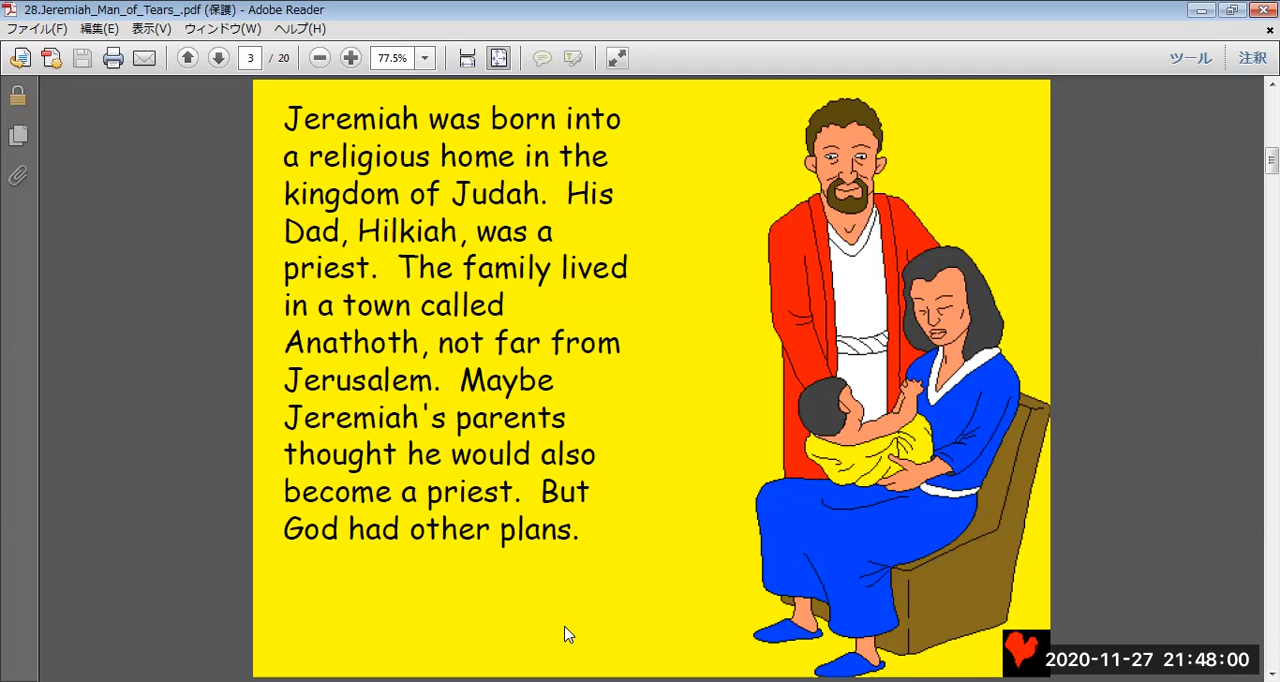 28.Jeremiah_Man_of_Tears_.pdf (保護) - Adobe Reader
ファイル(F) 編集(E) 表示(V) ウィンドウ(W) ヘルプ(H)
3 / 20 77.5% ツール 注釈
Jeremiah was born into
a religious home in the
kingdom of Judah. His
Dad, Hilkiah, was a
priest. The family lived
in a town called
Anathoth, not far from
Jerusalem. Maybe
Jeremiah's parents
thought he would also
become a priest. But
God had other plans.
2020-11-27 21:48:00